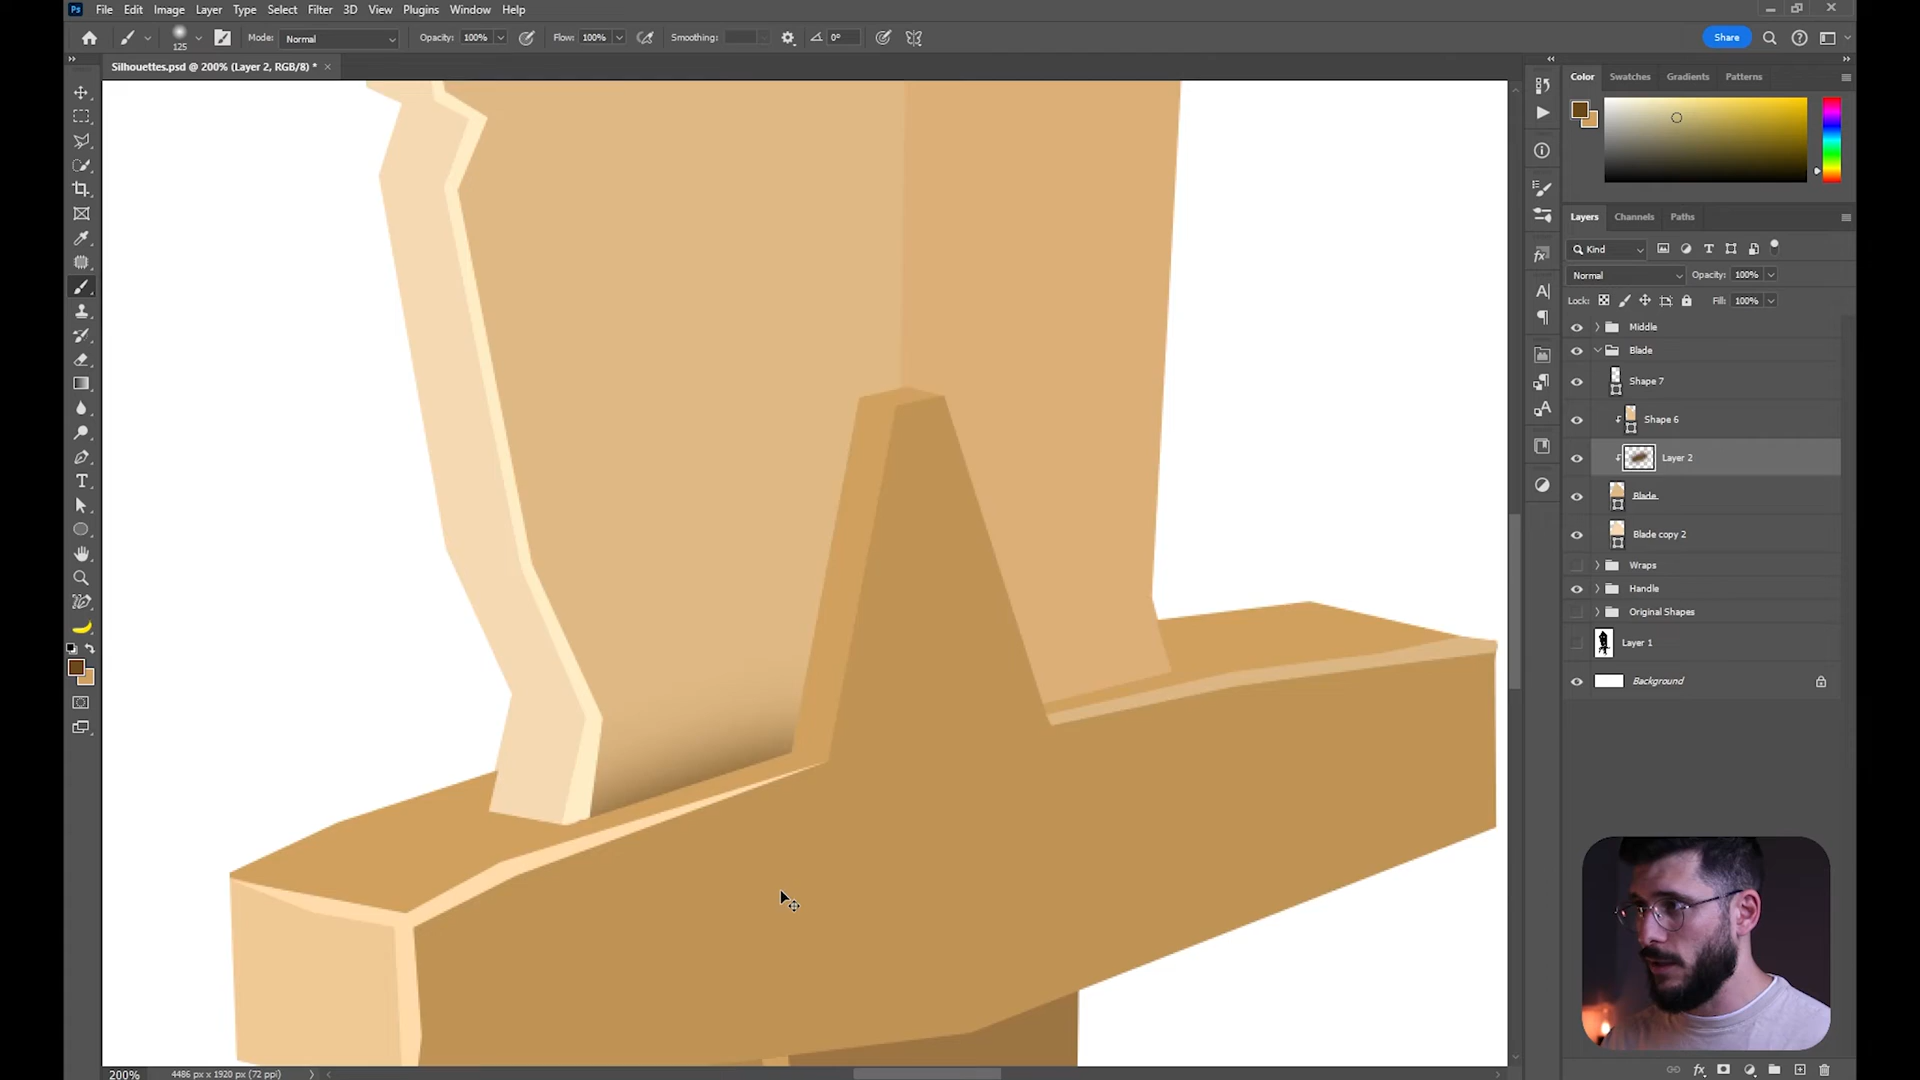 Ps File Edit Image Layer Type Select Filter 3D View Plugins Window Help
125 Mode: Normal Opacity: 100% Flow: 100% Smoothing: 0° Share
Silhouettes.psd @ 200% (Layer 2, RGB/8) * ×
Color Swatches Gradients Patterns
Layers Channels Paths
Kind
Normal Opacity: 100%
Lock: Fill: 100%
Middle
Blade
Shape 7
Shape 6
Layer 2
Blade
Blade copy 2
Wraps
Handle
Original Shapes
Layer 1
Background
200% 4486 px x 1920 px (72 ppi)